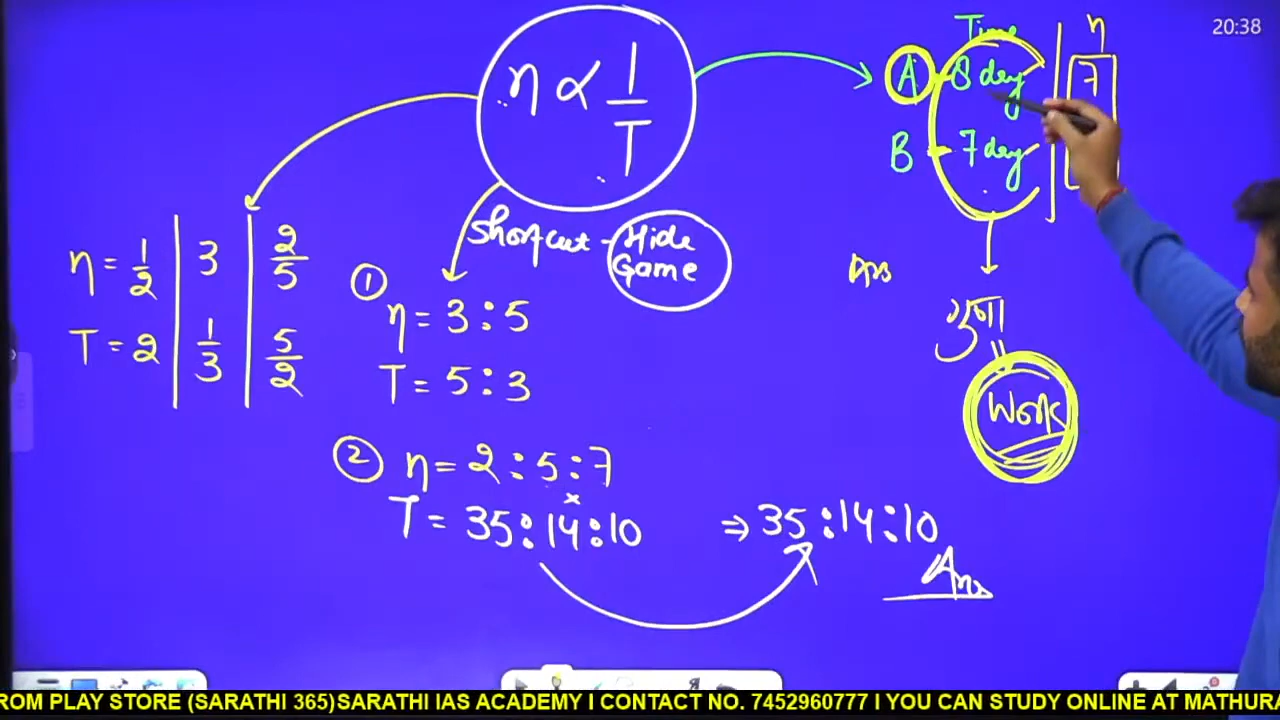 20:38
η ∝ 1/T
Time | η
A - 8 day | 7
B - 7 day
η = 1/2 | 3 | 2/5
T = 2 | 1/3 | 5/2
Shortcut - Hide Game
① η = 3 : 5
T = 5 : 3
Ans
गुणा
Work
② η = 2 : 5 : 7
T = 35 : 14 : 10 ⇒ 35 : 14 : 10
Ans
ROM PLAY STORE (SARATHI 365)SARATHI IAS ACADEMY I CONTACT NO. 7452960777 I YOU CAN STUDY ONLINE AT MATHURA